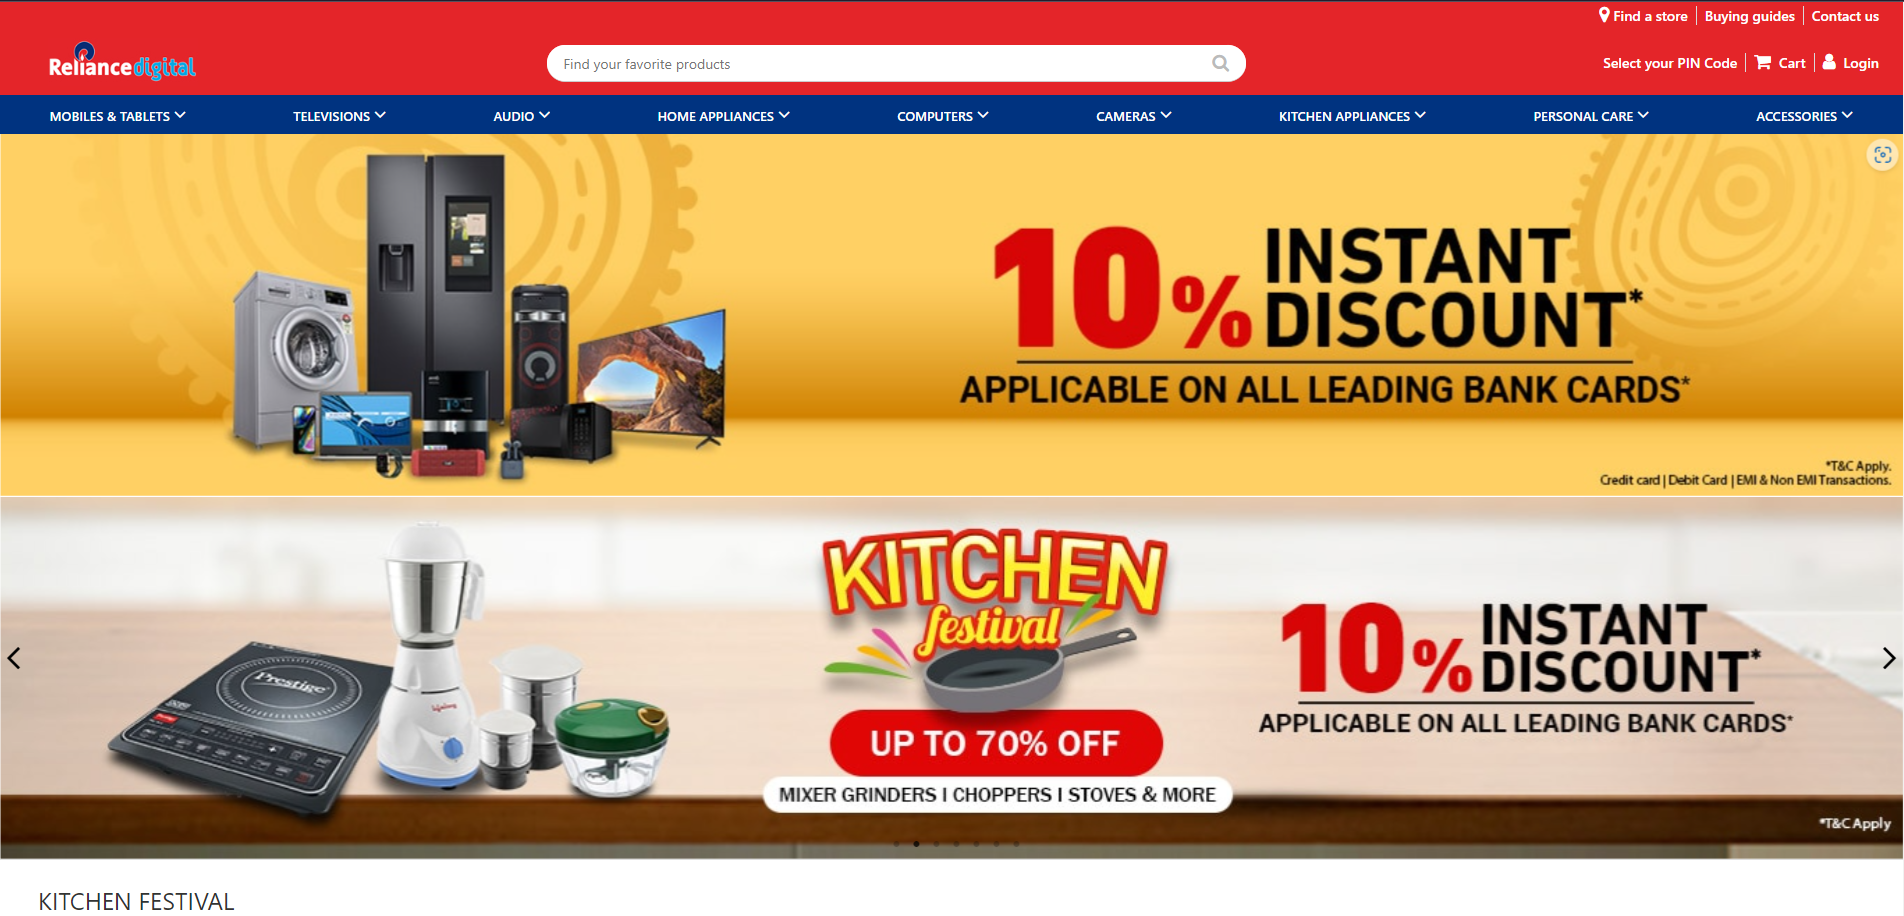 Find a store
Buying guides
Contact us
Reliance digital
Find your favorite products
Select your PIN Code
Cart
Login
MOBILES & TABLETS
TELEVISIONS
AUDIO
HOME APPLIANCES
COMPUTERS
CAMERAS
KITCHEN APPLIANCES
PERSONAL CARE
ACCESSORIES
10% INSTANT
DISCOUNT*
APPLICABLE ON ALL LEADING BANK CARDS*
*T&C Apply.
Credit card | Debit Card | EMI & Non EMI Transactions.
KITCHEN
festival
UP TO 70% OFF
MIXER GRINDERS I CHOPPERS I STOVES & MORE
Prestige
10% INSTANT
DISCOUNT*
APPLICABLE ON ALL LEADING BANK CARDS*
*T&C Apply
KITCHEN FESTIVAL